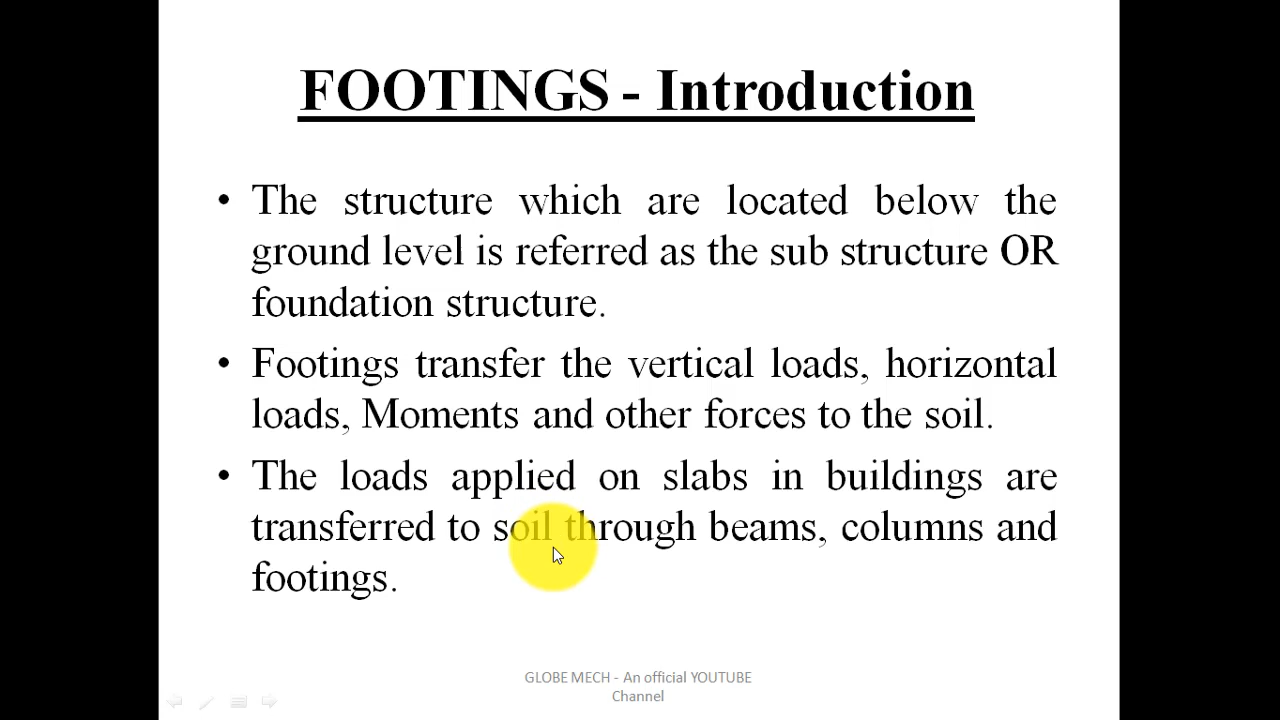 FOOTINGS - Introduction
• The structure which are located below the
ground level is referred as the sub structure OR
foundation structure.
• Footings transfer the vertical loads, horizontal
loads, Moments and other forces to the soil.
• The loads applied on slabs in buildings are
transferred to soil through beams, columns and
footings.
GLOBE MECH - An official YOUTUBE
Channel